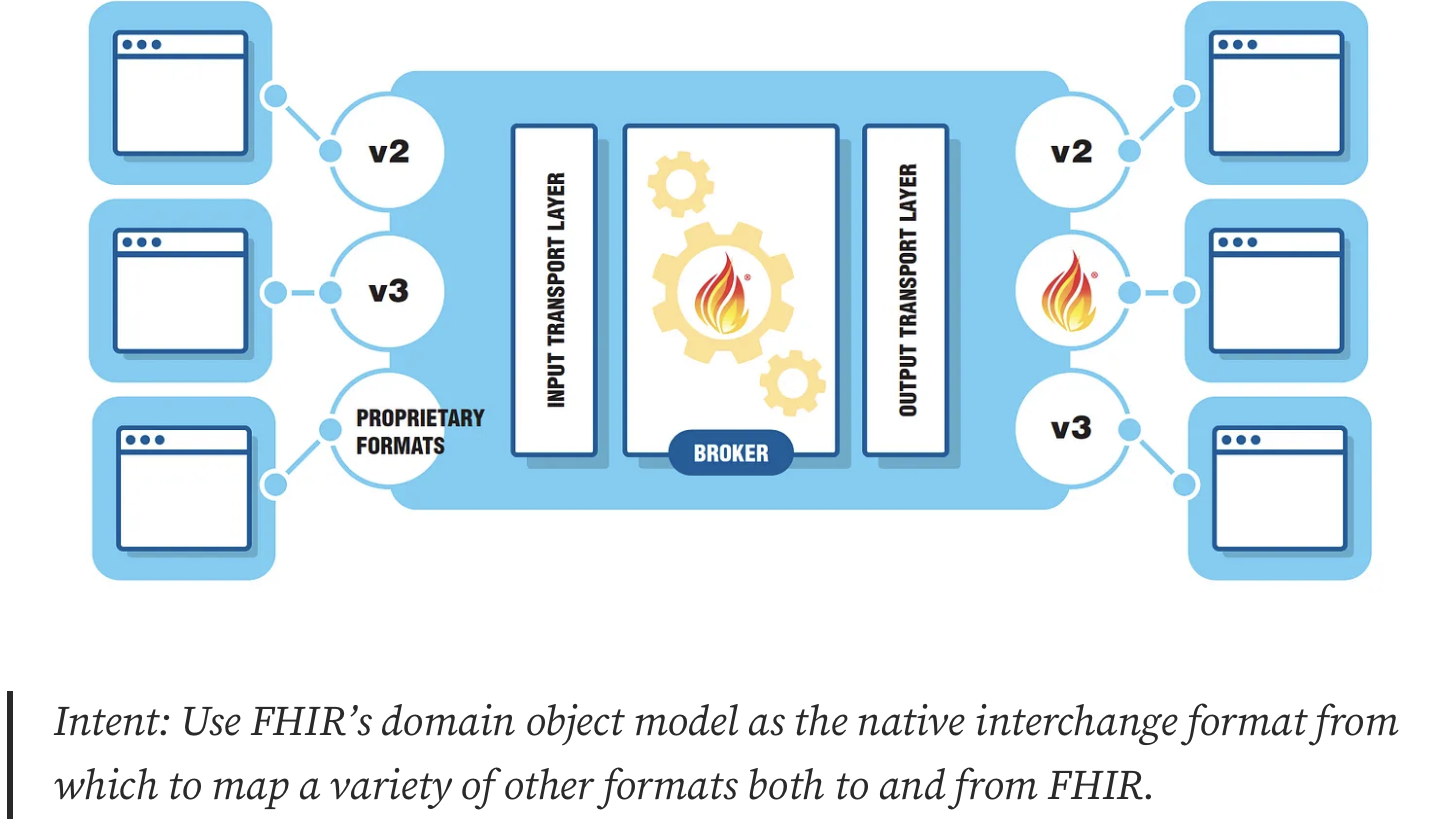 v2
v3
PROPRIETARY
FORMATS
INPUT TRANSPORT LAYER
BROKER
OUTPUT TRANSPORT LAYER
v2
v3
Intent: Use FHIR’s domain object model as the native interchange format from
which to map a variety of other formats both to and from FHIR.